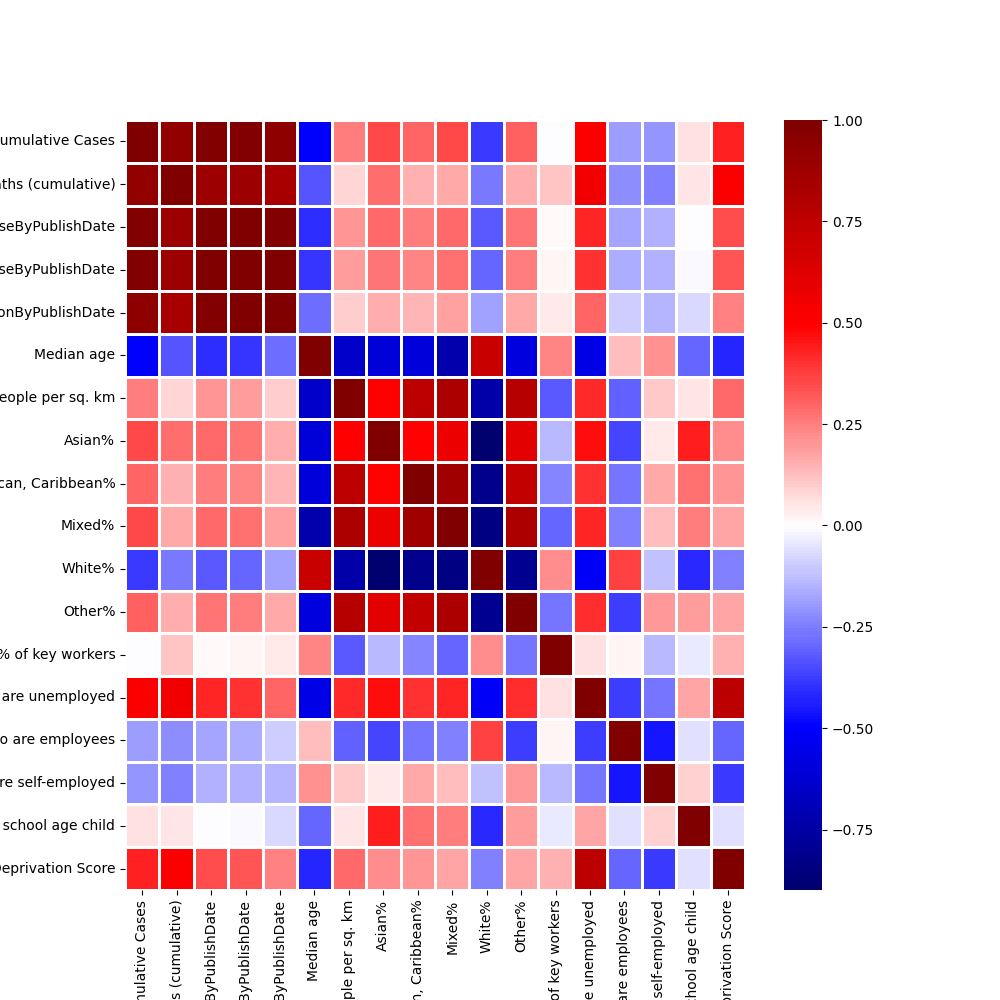 umulative Cases
ths (cumulative)
seByPublishDate
seByPublishDate
onByPublishDate
Median age
eople per sq. km
Asian%
can, Caribbean%
Mixed%
White%
Other%
% of key workers
are unemployed
o are employees
re self-employed
school age child
Deprivation Score
1.00
0.75
0.50
0.25
0.00
−0.25
−0.50
−0.75
nulative Cases
s (cumulative)
ByPublishDate
ByPublishDate
ByPublishDate
Median age
ple per sq. km
Asian%
n, Caribbean%
Mixed%
White%
Other%
of key workers
e unemployed
are employees
self-employed
hool age child
privation Score